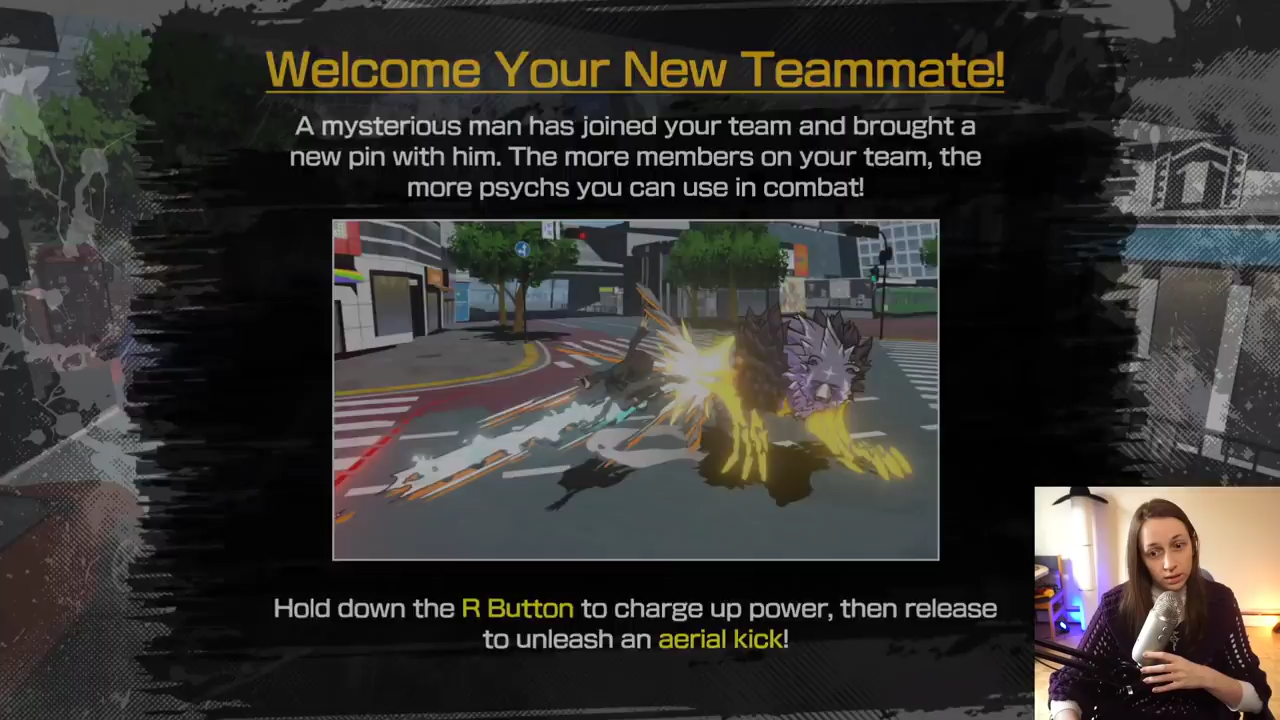 Welcome Your New Teammate!
A mysterious man has joined your team and brought a
new pin with him. The more members on your team, the
more psychs you can use in combat!
Hold down the R Button to charge up power, then release
to unleash an aerial kick!